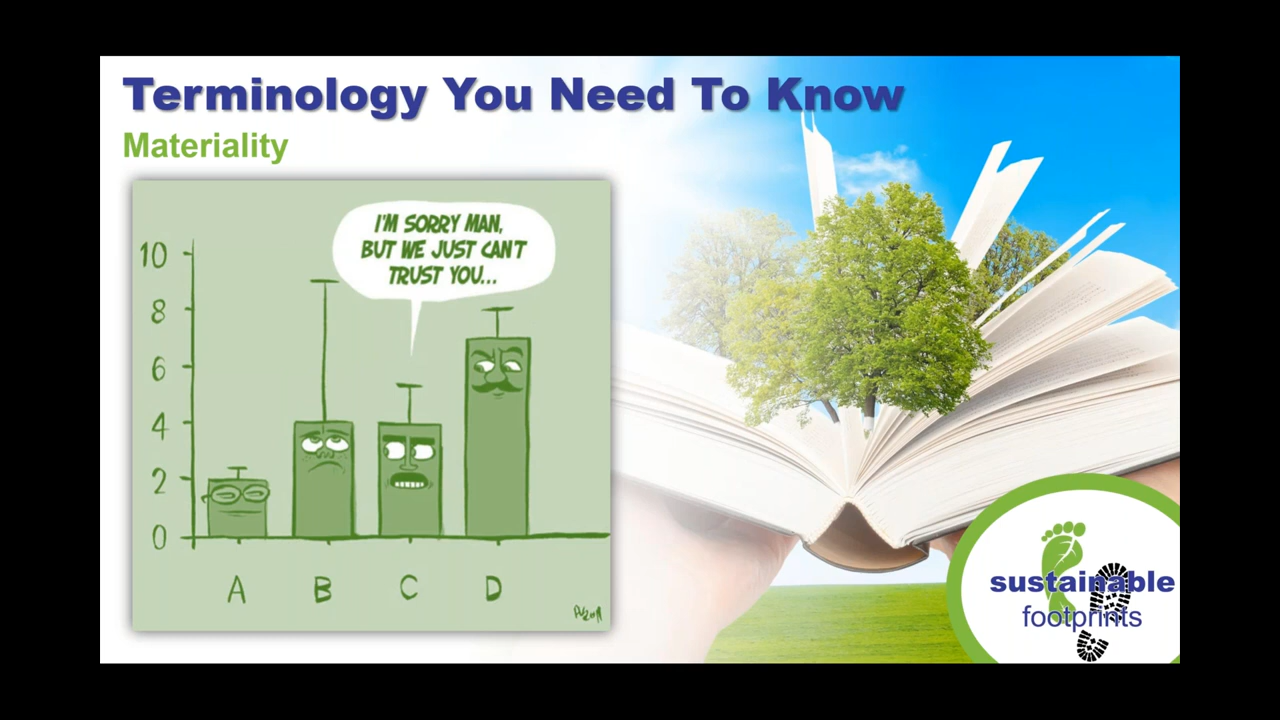 Terminology You Need To Know
Materiality
I'M SORRY MAN,
BUT WE JUST CAN'T
TRUST YOU...
10
8
6
4
2
0
A B C D
sustainable
footprints